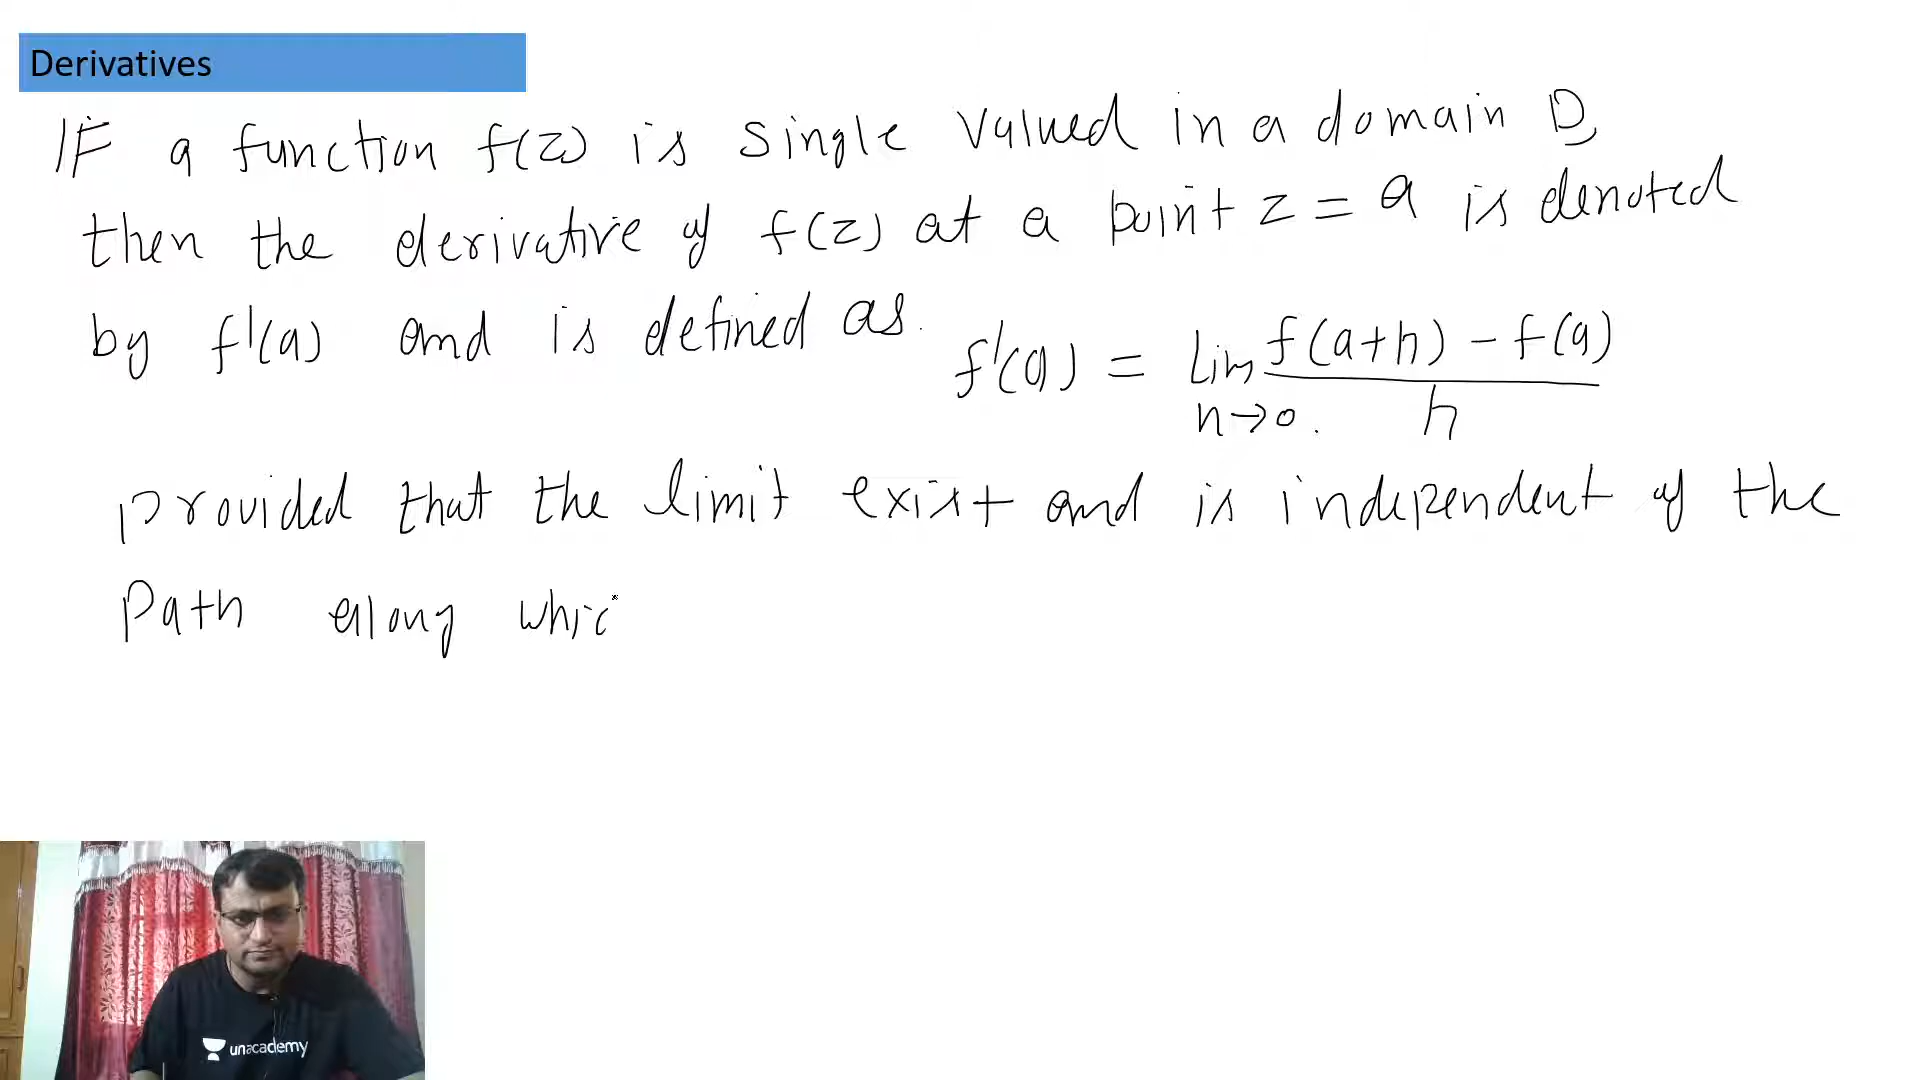 Derivatives
If a function f(z) is single valued in a domain D,
then the derivative of f(z) at a point z = a is denoted
by f'(a) and is defined as.
f'(a) = Lim f(a+h) - f(a)
h→0. h
provided that the limit exist and is independent of the
Path along whic
unacademy